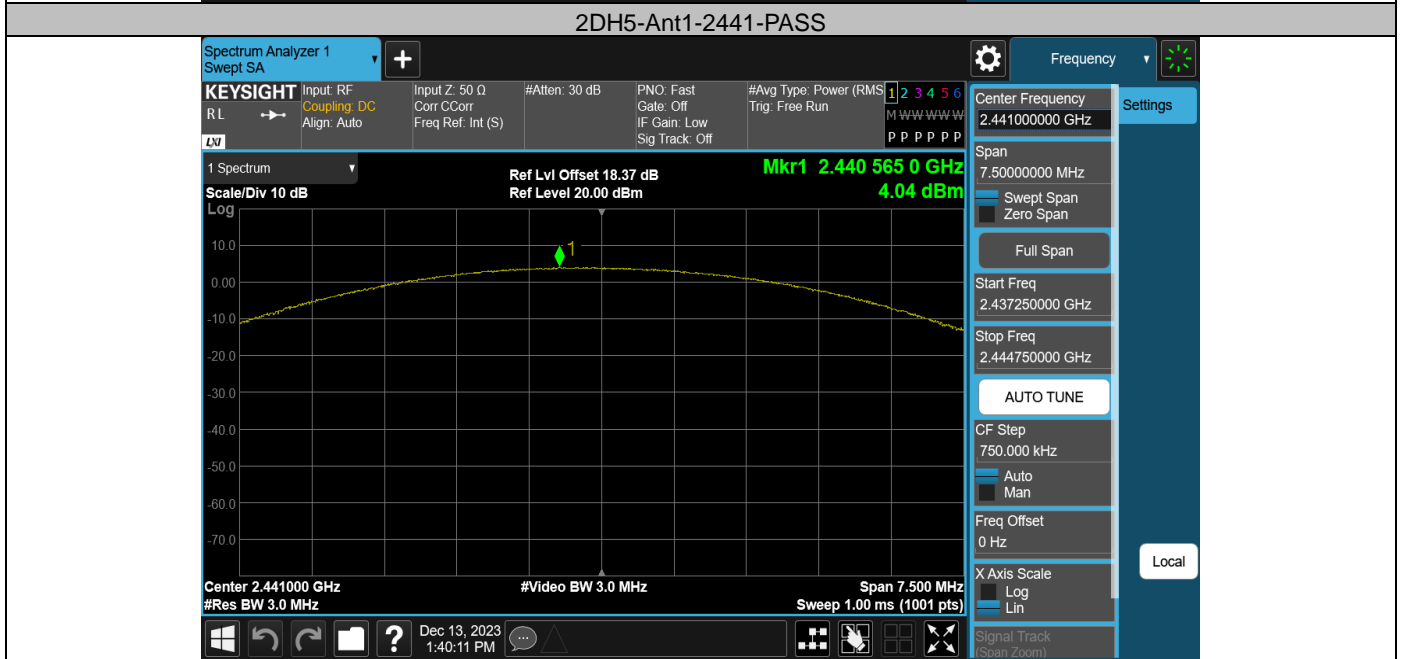 2DH5-Ant1-2441-PASS
Spectrum Analyzer 1
Swept SA
+
Frequency
KEYSIGHT
RL
LXI
Input: RF
Coupling: DC
Align: Auto
Input Z: 50 Ω
Corr CCorr
Freq Ref: Int (S)
#Atten: 30 dB
PNO: Fast
Gate: Off
IF Gain: Low
Sig Track: Off
#Avg Type: Power (RMS
Trig: Free Run
1 2 3 4 5 6
M W W W W W
P P P P P P
1 Spectrum
Scale/Div 10 dB
Ref Lvl Offset 18.37 dB
Ref Level 20.00 dBm
Mkr1 2.440 565 0 GHz
4.04 dBm
Log
10.0
0.00
-10.0
-20.0
-30.0
-40.0
-50.0
-60.0
-70.0
1
Center 2.441000 GHz
#Res BW 3.0 MHz
#Video BW 3.0 MHz
Span 7.500 MHz
Sweep 1.00 ms (1001 pts)
Center Frequency
2.441000000 GHz
Span
7.50000000 MHz
Swept Span
Zero Span
Full Span
Start Freq
2.437250000 GHz
Stop Freq
2.444750000 GHz
AUTO TUNE
CF Step
750.000 kHz
Auto
Man
Freq Offset
0 Hz
X Axis Scale
Log
Lin
Signal Track
(Span Zoom)
Settings
Local
?
Dec 13, 2023
1:40:11 PM